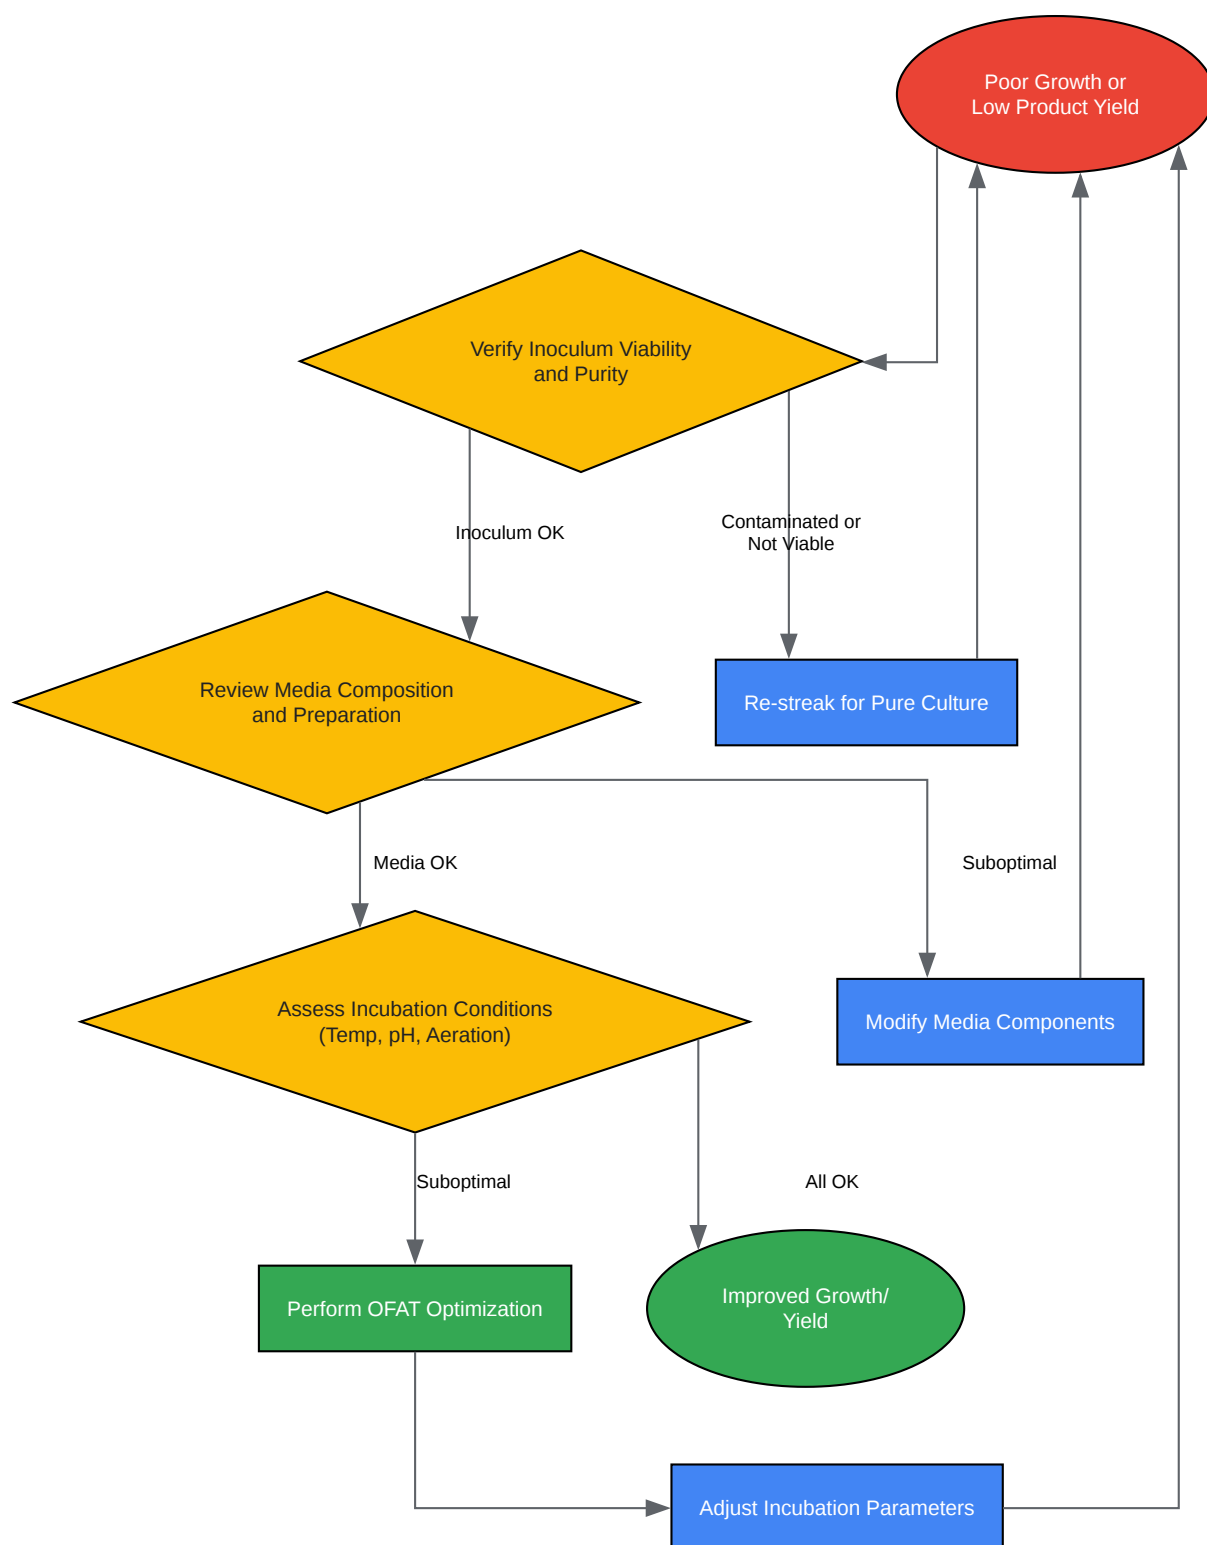 Poor Growth or
Low Product Yield
Verify Inoculum Viability
and Purity
Inoculum OK
Contaminated or
Not Viable
Review Media Composition
and Preparation
Re-streak for Pure Culture
Media OK
Suboptimal
Assess Incubation Conditions
(Temp, pH, Aeration)
Modify Media Components
Suboptimal
All OK
Perform OFAT Optimization
Improved Growth/
Yield
Adjust Incubation Parameters